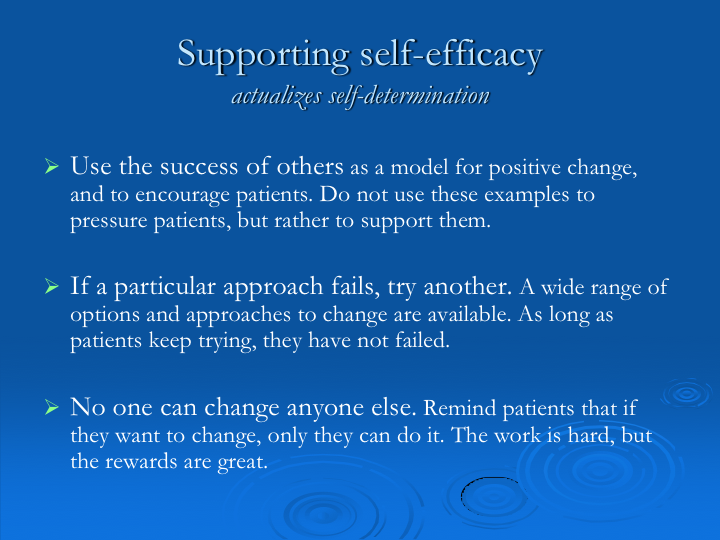 Supporting self-efficacy
actualizes self-determination
Use the success of others as a model for positive change,
and to encourage patients. Do not use these examples to
pressure patients, but rather to support them.
If a particular approach fails, try another. A wide range of
options and approaches to change are available. As long as
patients keep trying, they have not failed.
No one can change anyone else. Remind patients that if
they want to change, only they can do it. The work is hard, but
the rewards are great.